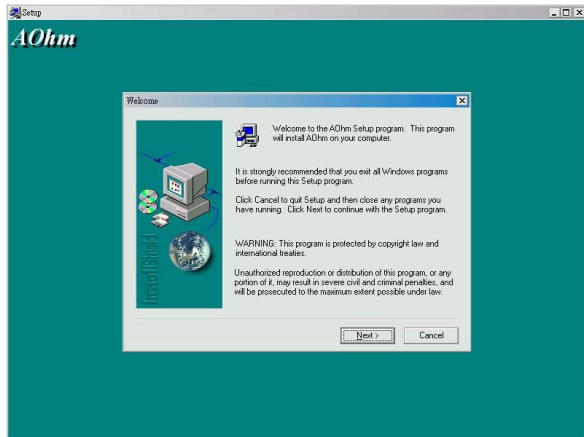 Setup
AOhm
Welcome
Welcome to the AOhm Setup program. This program
will install AOhm on your computer.
It is strongly recommended that you exit all Windows programs
before running this Setup program.
Click Cancel to quit Setup and then close any programs you
have running. Click Next to continue with the Setup program.
WARNING: This program is protected by copyright law and
international treaties.
Unauthorized reproduction or distribution of this program, or any
portion of it, may result in severe civil and criminal penalties, and
will be prosecuted to the maximum extent possible under law.
InstallShield
Next >
Cancel